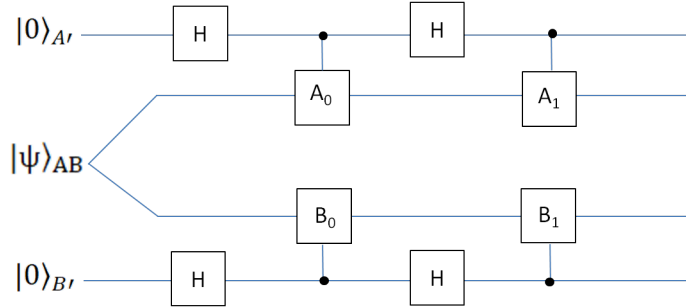 |0⟩A′ H H
A₀ A₁
|ψ⟩AB
B₀ B₁
|0⟩B′ H H